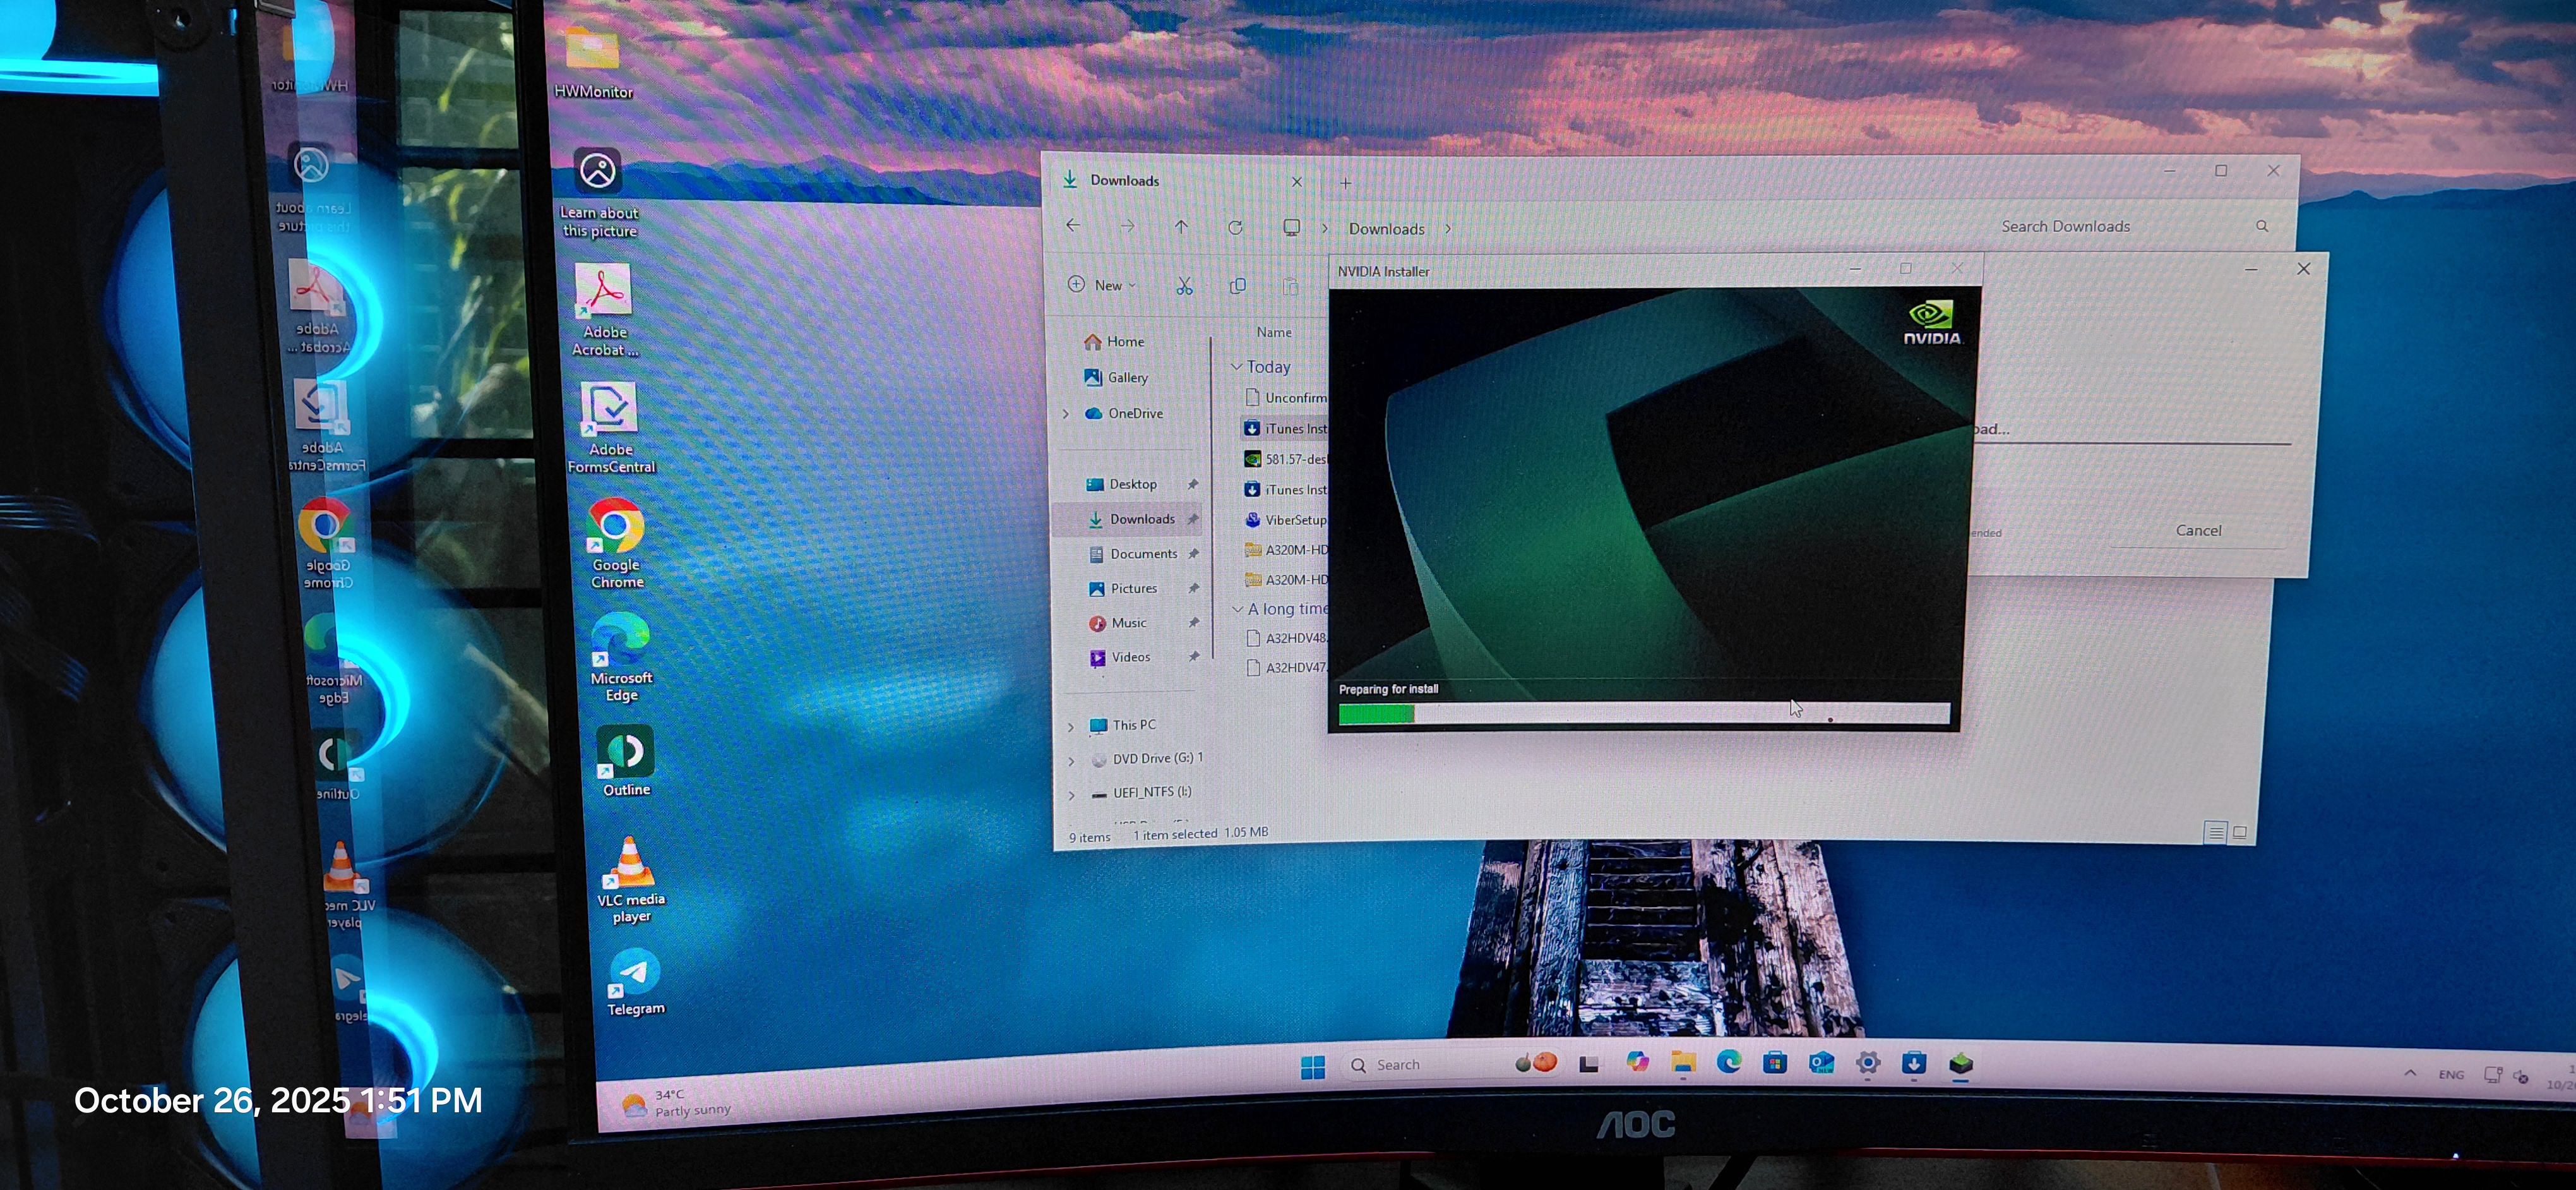 HWMonitor
Learn about
this picture
Adobe
Acrobat ...
Adobe
FormsCentral
Google
Chrome
Microsoft
Edge
Outline
VLC media
player
Telegram
Downloads
Downloads
Search Downloads
New
Home
Gallery
OneDrive
Desktop
Downloads
Documents
Pictures
Music
Videos
This PC
DVD Drive (G:) 1
UEFI_NTFS (I:)
9 items 1 item selected 1.05 MB
Name
Today
Unconfirm
iTunes Inst
581.57-desl
iTunes Inst
ViberSetup
A320M-HD
A320M-HD
A long time
A32HDV48.
A32HDV47.
NVIDIA Installer
NVIDIA.
Preparing for install
oad...
ended
Cancel
34°C
Partly sunny
Search
ENG
AOC
October 26, 2025 1:51 PM